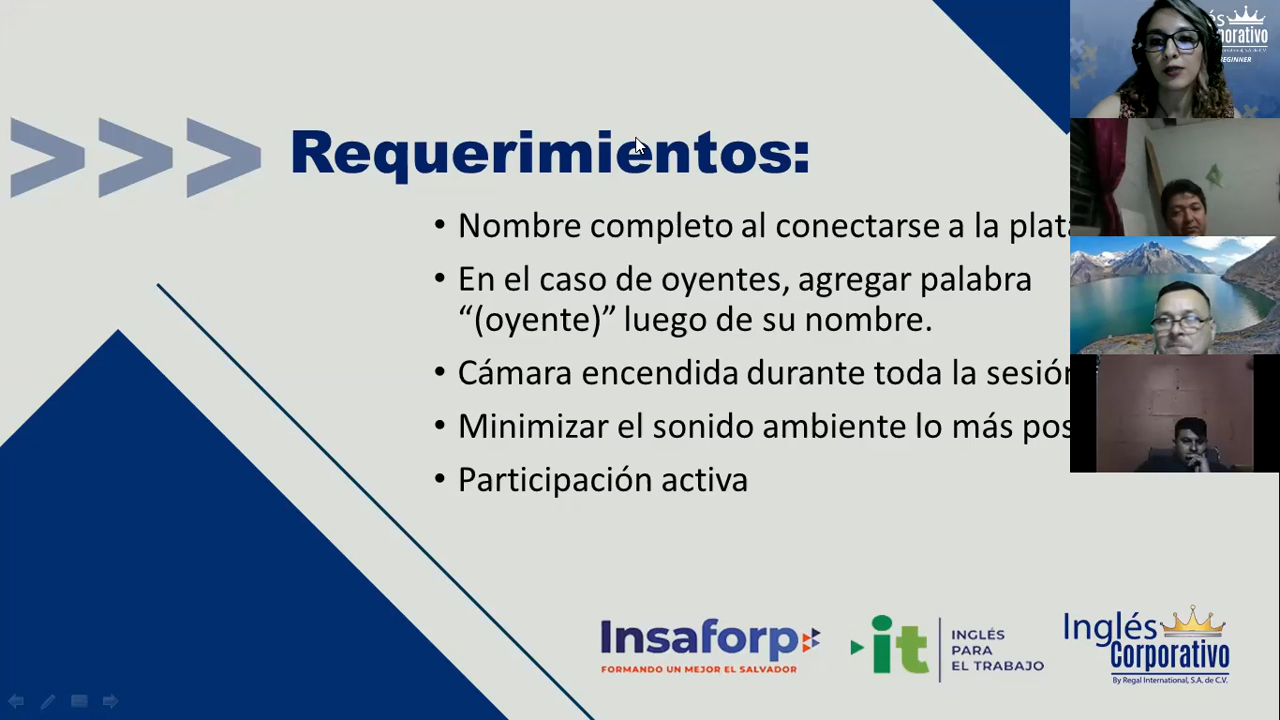 >>> Requerimientos:
• Nombre completo al conectarse a la plata
• En el caso de oyentes, agregar palabra
“(oyente)” luego de su nombre.
• Cámara encendida durante toda la sesión
• Minimizar el sonido ambiente lo más pos
• Participación activa
Insaforp
FORMANDO UN MEJOR EL SALVADOR
it
INGLÉS
PARA
EL TRABAJO
Inglés
Corporativo
By Regal International, S.A. de C.V.
BEGINNER